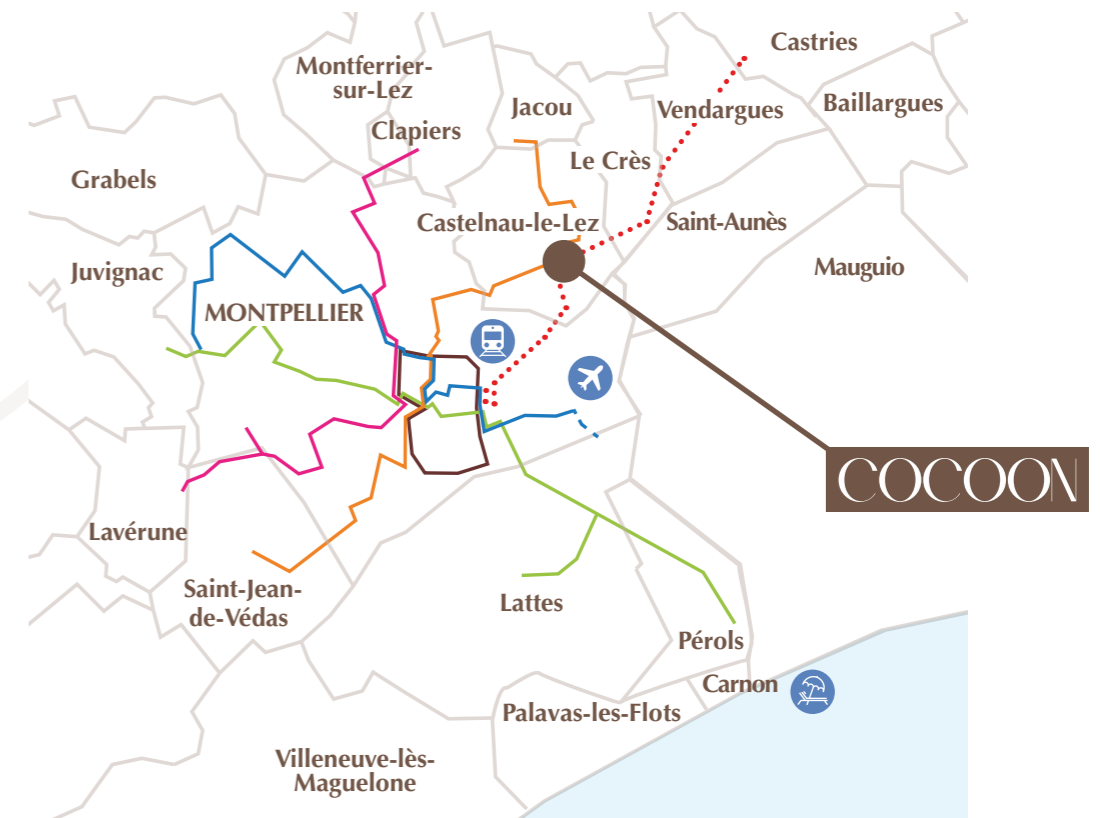 Castries
Montferrier-
sur-Lez
Jacou
Vendargues
Baillargues
Clapiers
Le Crès
Grabels
Castelnau-le-Lez
Saint-Aunès
Juvignac
Mauguio
MONTPELLIER
COCOON
Lavérune
Saint-Jean-
de-Védas
Lattes
Pérols
Carnon
Palavas-les-Flots
Villeneuve-lès-
Maguelone